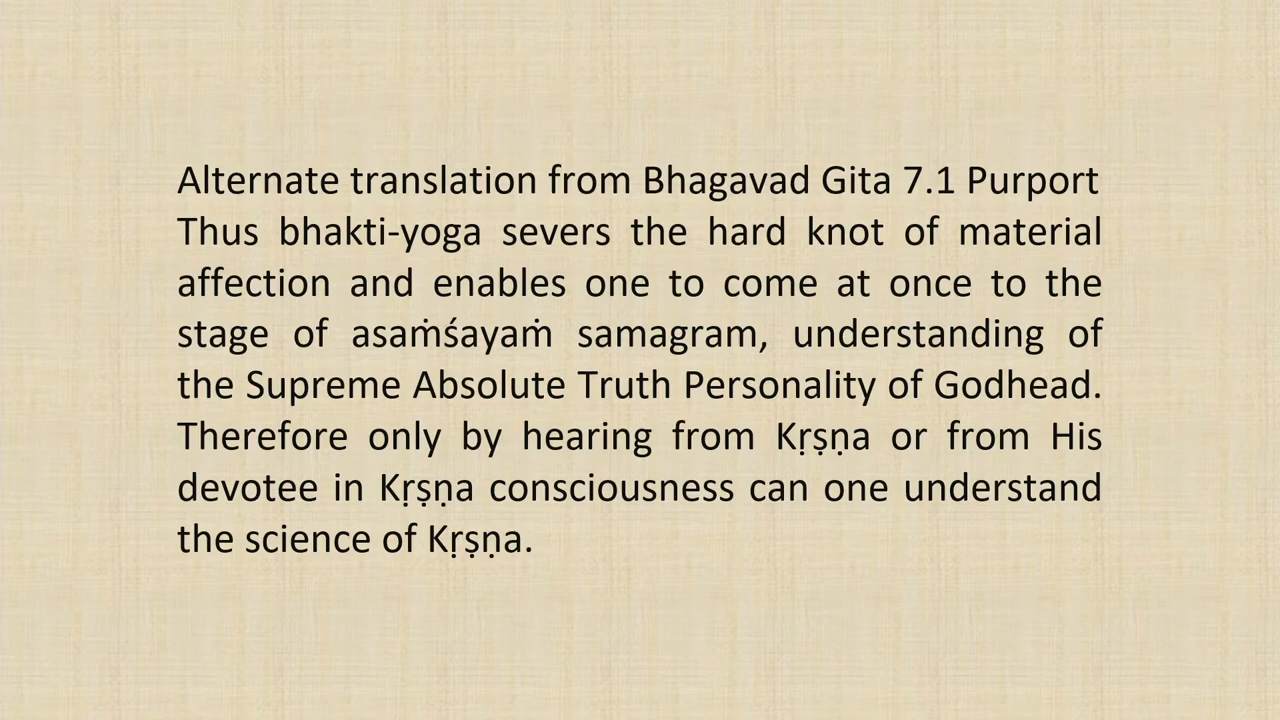 Alternate translation from Bhagavad Gita 7.1 Purport
Thus bhakti-yoga severs the hard knot of material
affection and enables one to come at once to the
stage of asaṁśayaṁ samagram, understanding of
the Supreme Absolute Truth Personality of Godhead.
Therefore only by hearing from Kṛṣṇa or from His
devotee in Kṛṣṇa consciousness can one understand
the science of Kṛṣṇa.